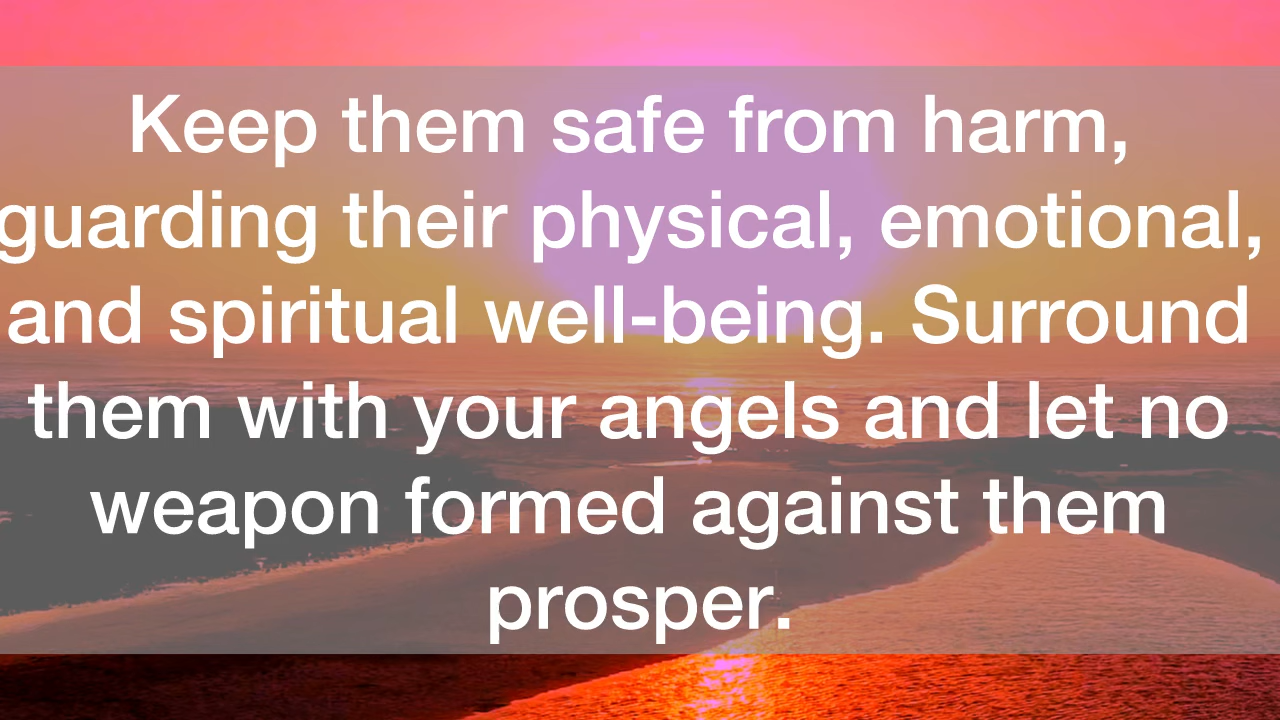 Keep them safe from harm,
guarding their physical, emotional,
and spiritual well-being. Surround
them with your angels and let no
weapon formed against them
prosper.